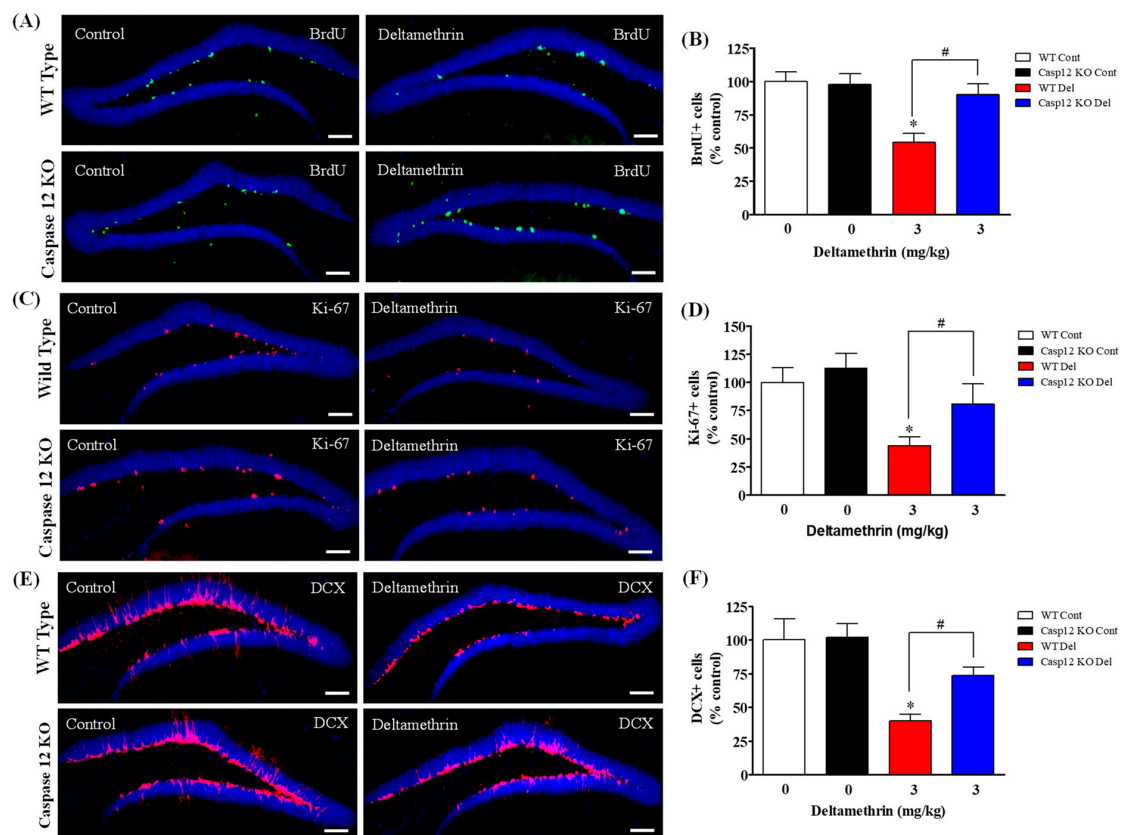 (A)
WT Type
Control BrdU
Deltamethrin BrdU
Caspase 12 KO
Control BrdU
Deltamethrin BrdU
(B)
BrdU+ cells
(% control)
125
100
75
50
25
0
*
#
0 0 3 3
Deltamethrin (mg/kg)
WT Cont
Casp12 KO Cont
WT Del
Casp12 KO Del
(C)
Wild Type
Control Ki-67
Deltamethrin Ki-67
Caspase 12 KO
Control Ki-67
Deltamethrin Ki-67
(D)
Ki-67+ cells
(% control)
150
125
100
75
50
25
0
*
#
0 0 3 3
Deltamethrin (mg/kg)
WT Cont
Casp12 KO Cont
WT Del
Casp12 KO Del
(E)
WT Type
Control DCX
Deltamethrin DCX
Caspase 12 KO
Control DCX
Deltamethrin DCX
(F)
DCX+ cells
(% control)
125
100
75
50
25
0
*
#
0 0 3 3
Deltamethrin (mg/kg)
WT Cont
Casp12 KO Cont
WT Del
Casp12 KO Del